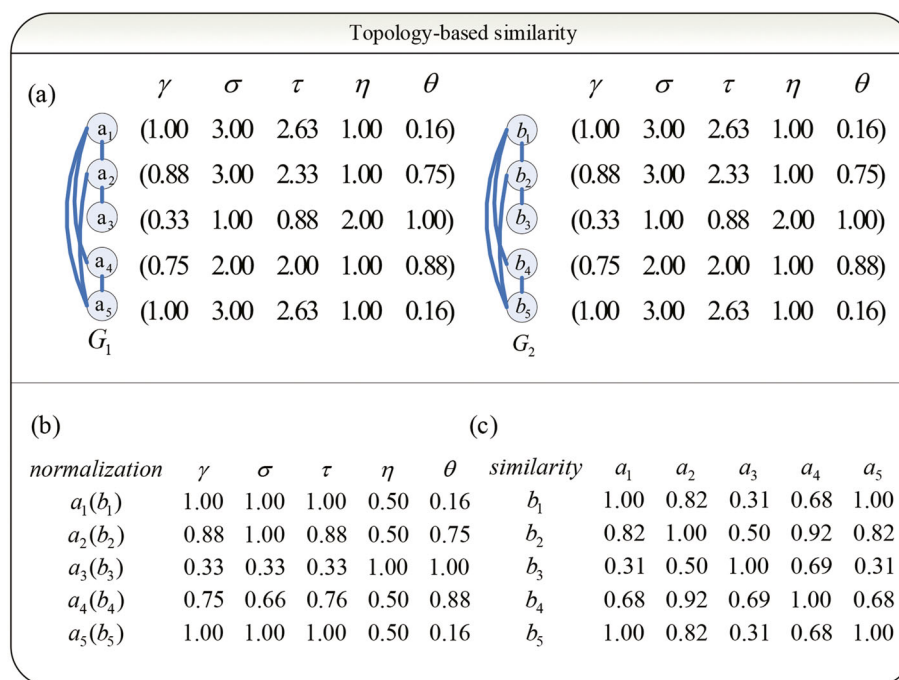 Topology-based similarity
(a)
γ σ τ η θ
a1 (1.00 3.00 2.63 1.00 0.16)
a2 (0.88 3.00 2.33 1.00 0.75)
a3 (0.33 1.00 0.88 2.00 1.00)
a4 (0.75 2.00 2.00 1.00 0.88)
a5 (1.00 3.00 2.63 1.00 0.16)
G1
γ σ τ η θ
b1 (1.00 3.00 2.63 1.00 0.16)
b2 (0.88 3.00 2.33 1.00 0.75)
b3 (0.33 1.00 0.88 2.00 1.00)
b4 (0.75 2.00 2.00 1.00 0.88)
b5 (1.00 3.00 2.63 1.00 0.16)
G2
(b)
normalization γ σ τ η θ
a1(b1) 1.00 1.00 1.00 0.50 0.16
a2(b2) 0.88 1.00 0.88 0.50 0.75
a3(b3) 0.33 0.33 0.33 1.00 1.00
a4(b4) 0.75 0.66 0.76 0.50 0.88
a5(b5) 1.00 1.00 1.00 0.50 0.16
(c)
similarity a1 a2 a3 a4 a5
b1 1.00 0.82 0.31 0.68 1.00
b2 0.82 1.00 0.50 0.92 0.82
b3 0.31 0.50 1.00 0.69 0.31
b4 0.68 0.92 0.69 1.00 0.68
b5 1.00 0.82 0.31 0.68 1.00